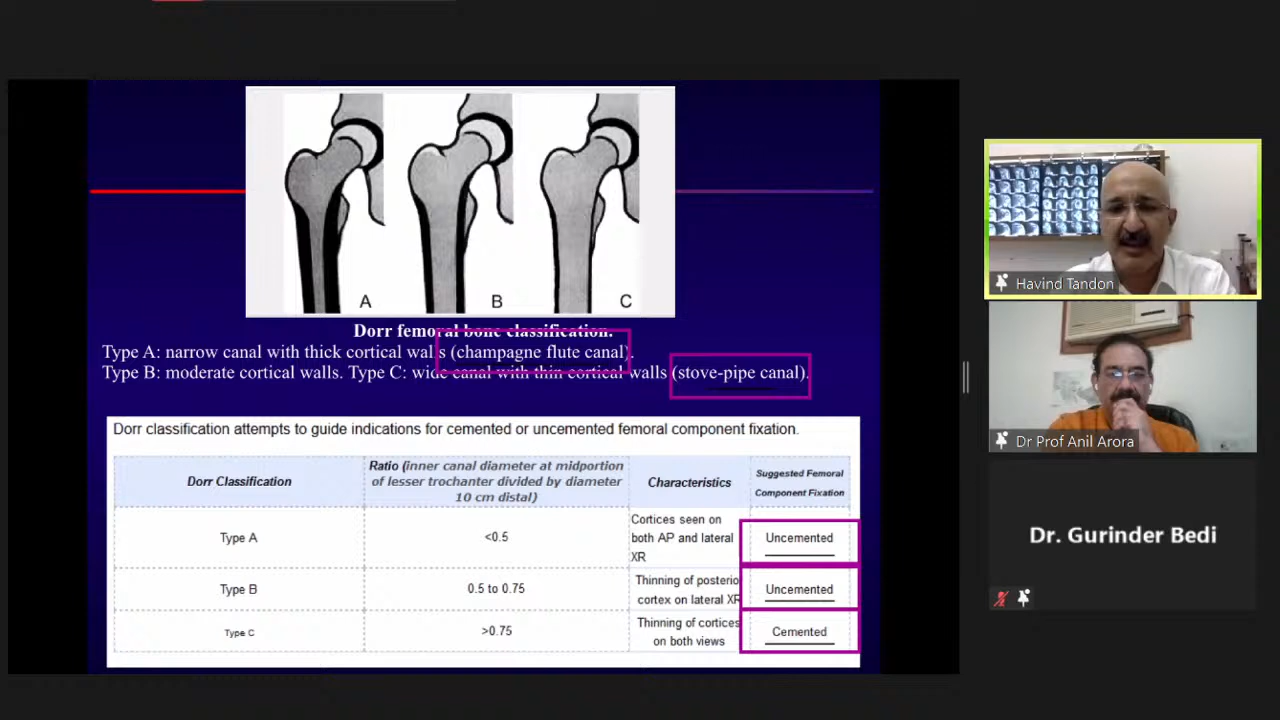 A
B
C
Dorr femoral bone classification.
Type A: narrow canal with thick cortical walls (champagne flute canal).
Type B: moderate cortical walls. Type C: wide canal with thin cortical walls (stove-pipe canal).
Dorr classification attempts to guide indications for cemented or uncemented femoral component fixation.
Dorr Classification
Ratio (inner canal diameter at midportion
of lesser trochanter divided by diameter
10 cm distal)
Characteristics
Suggested Femoral
Component Fixation
Type A
<0.5
Cortices seen on
both AP and lateral
XR
Uncemented
Type B
0.5 to 0.75
Thinning of posterio
cortex on lateral XR
Uncemented
Type C
>0.75
Thinning of cortices
on both views
Cemented
Havind Tandon
Dr Prof Anil Arora
Dr. Gurinder Bedi